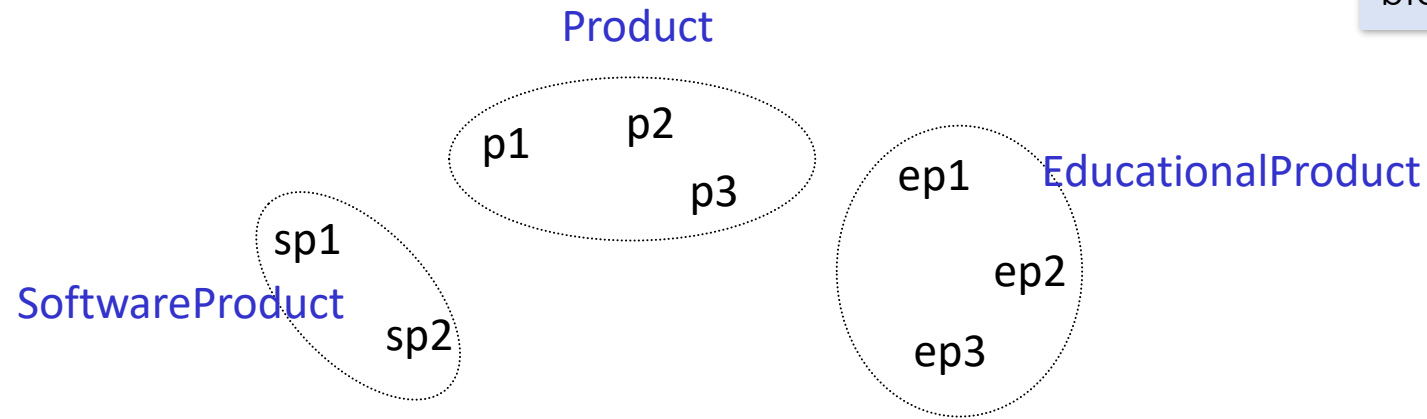 Product
p1
p2
p3
ep1
EducationalProduct
sp1
ep2
SoftwareProduct
sp2
ep3